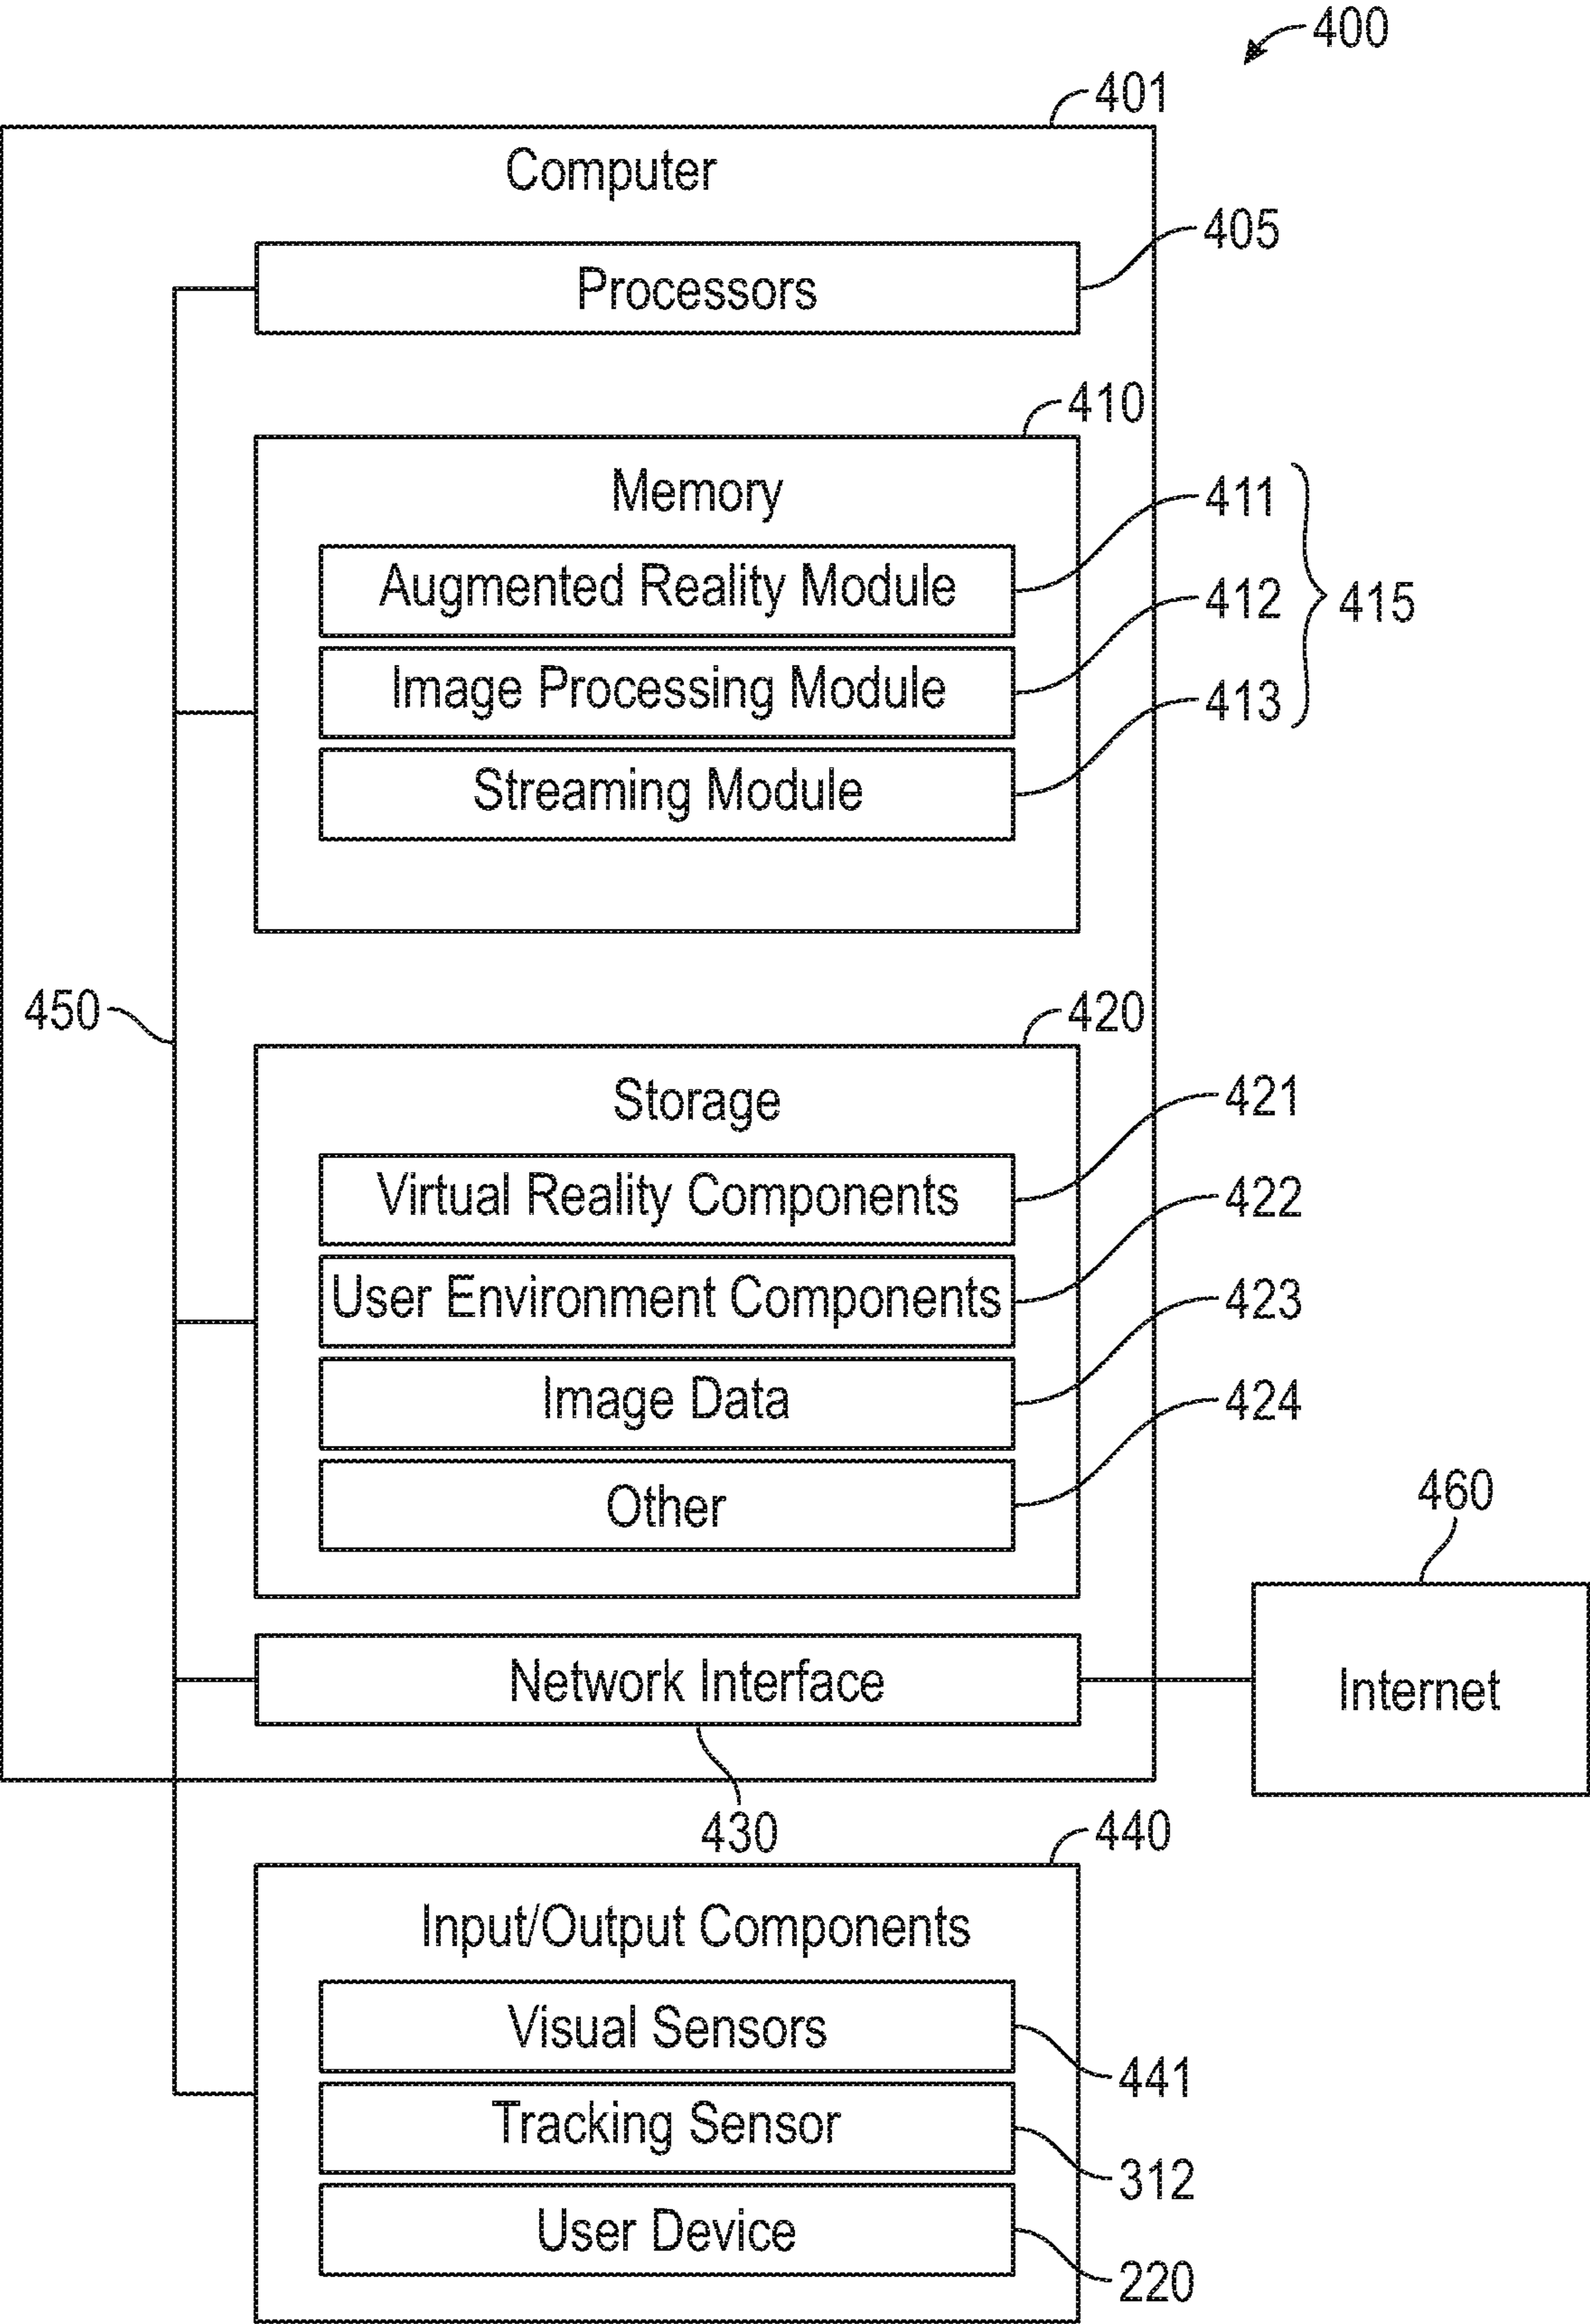 400
401
Computer
405
Processors
410
Memory
411
Augmented Reality Module
412
415
Image Processing Module
413
Streaming Module
450
420
Storage
421
Virtual Reality Components
422
User Environment Components
423
Image Data
424
Other
460
Network Interface
Internet
430
440
Input/Output Components
Visual Sensors
441
Tracking Sensor
312
User Device
220